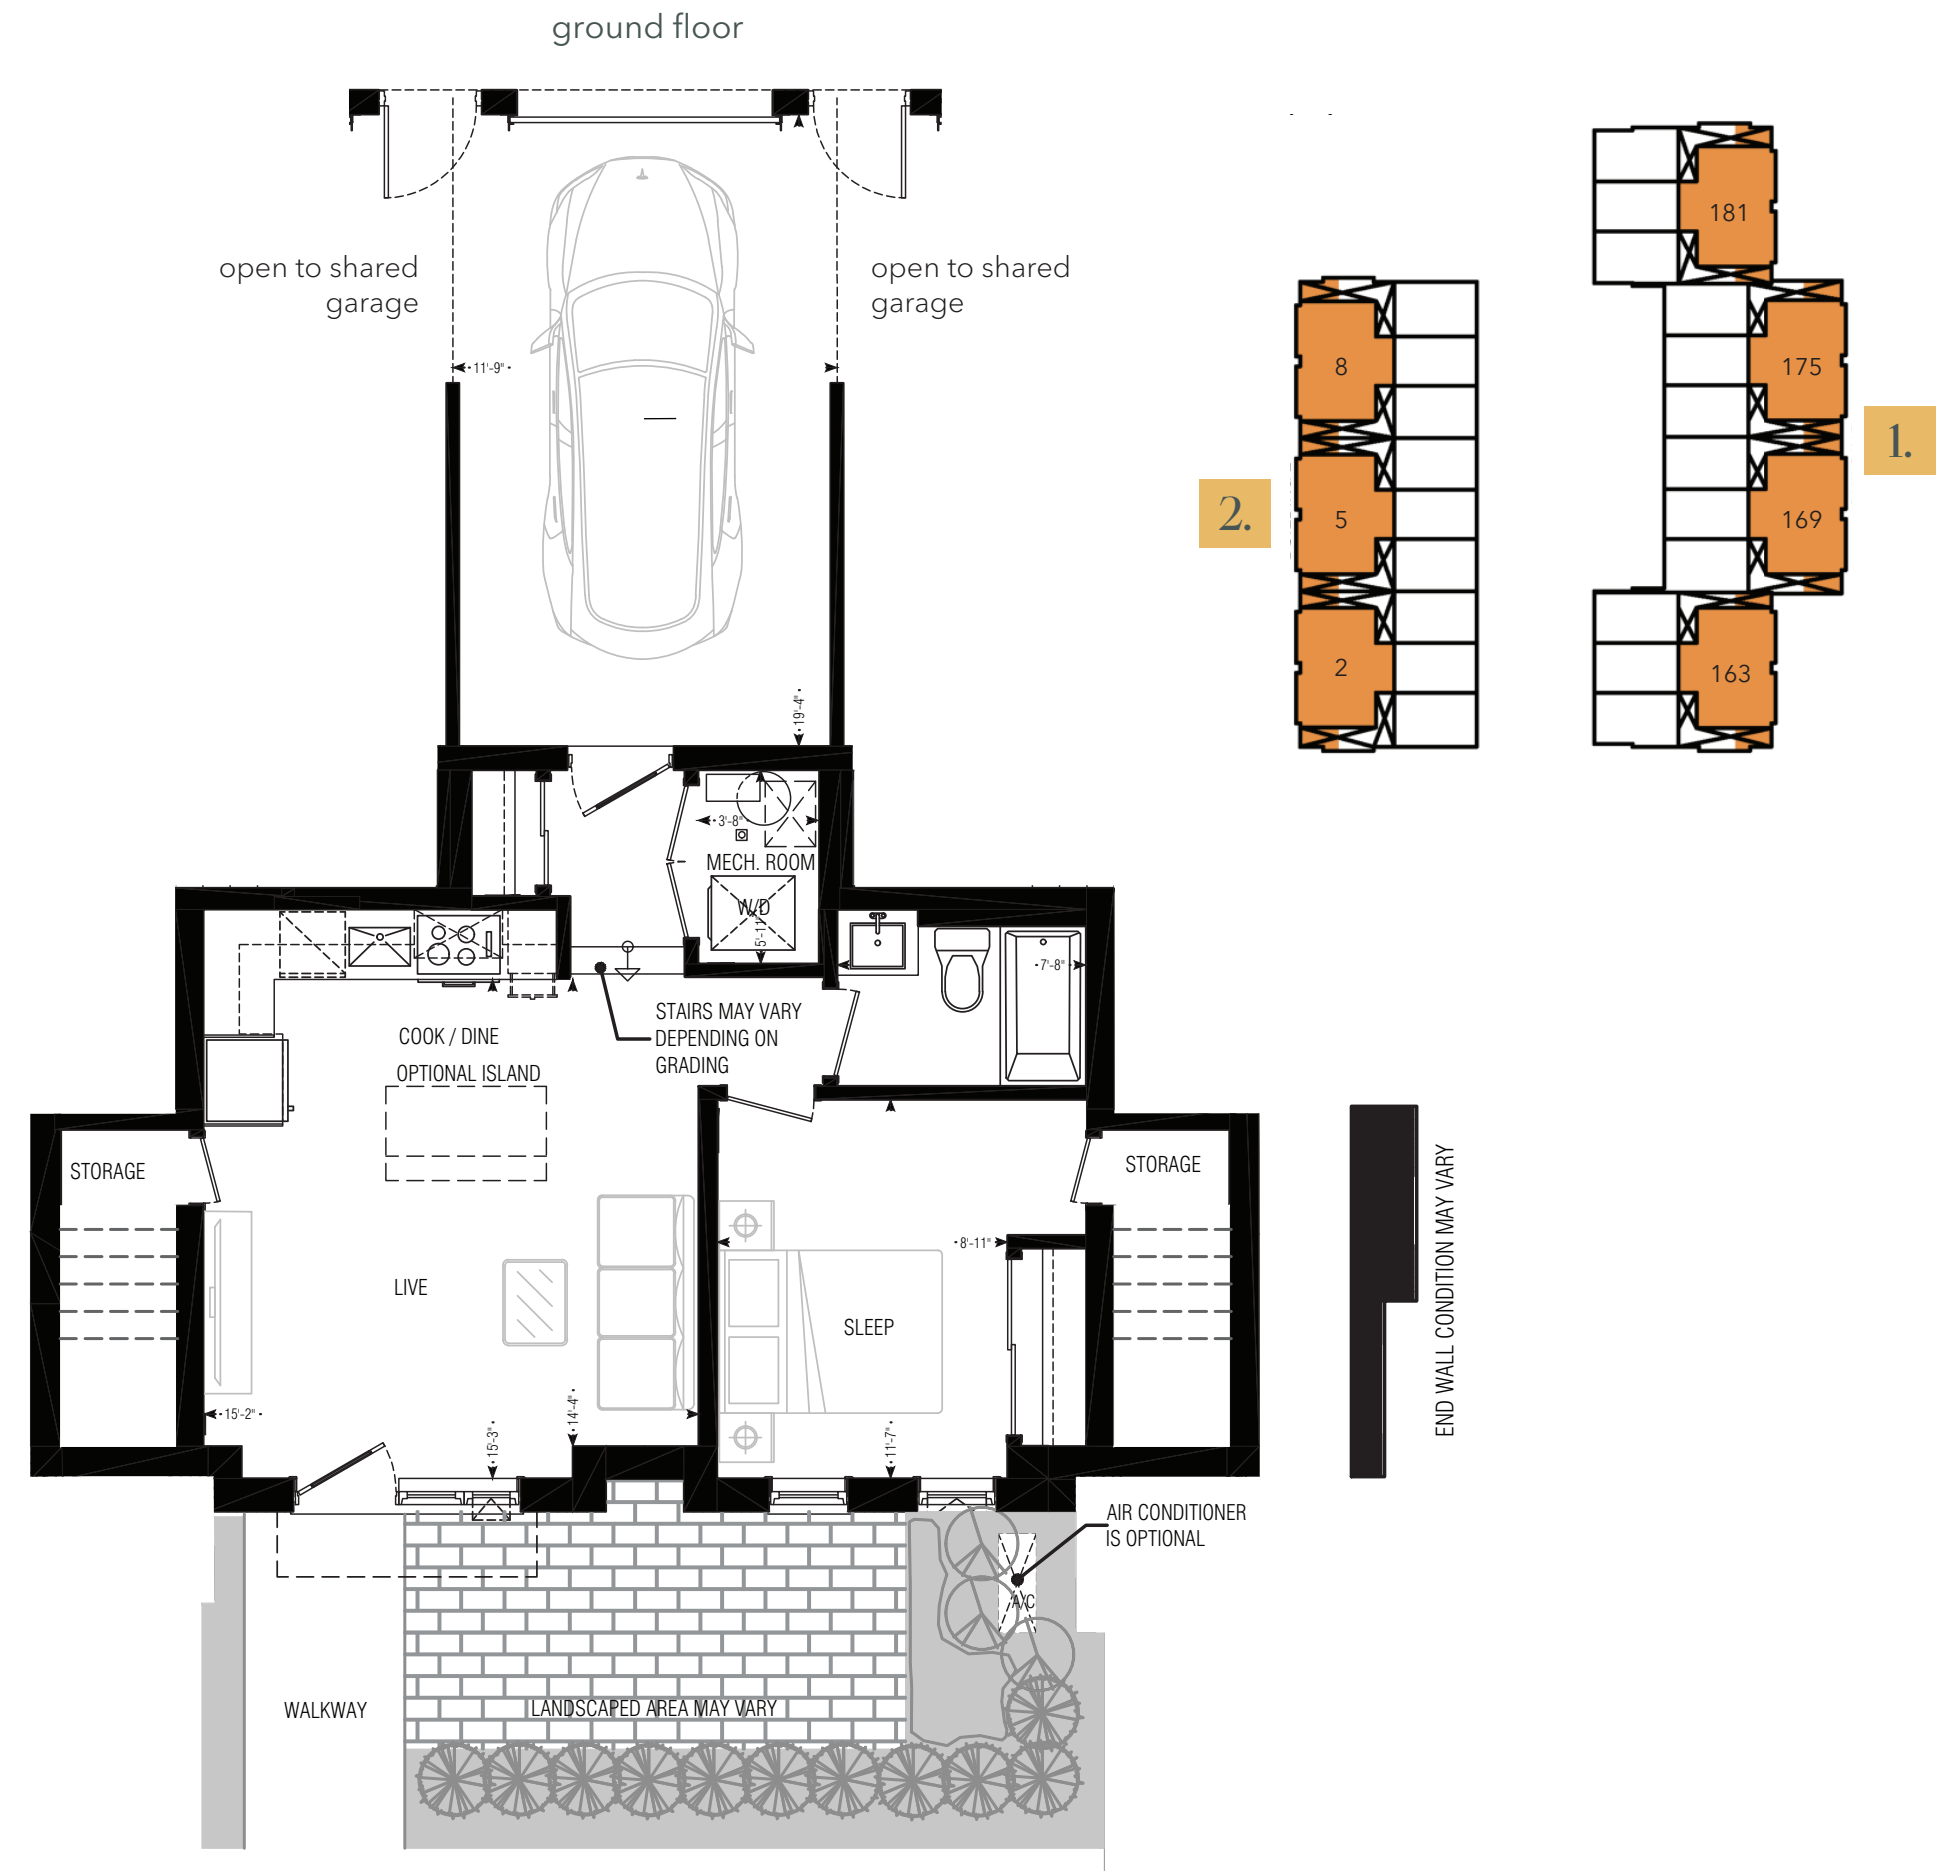 ground floor
open to shared
garage
open to shared
garage
11'-9"
19'-4"
181
8
175
1.
2.
5
169
2
163
3'-8"
MECH. ROOM
W/D
5'-11"
7'-8"
STAIRS MAY VARY
DEPENDING ON
GRADING
COOK / DINE
OPTIONAL ISLAND
STORAGE
STORAGE
8'-11"
LIVE
SLEEP
END WALL CONDITION MAY VARY
15'-2"
14'-4"
15'-3"
11'-7"
AIR CONDITIONER
IS OPTIONAL
A/C
WALKWAY
LANDSCAPED AREA MAY VARY